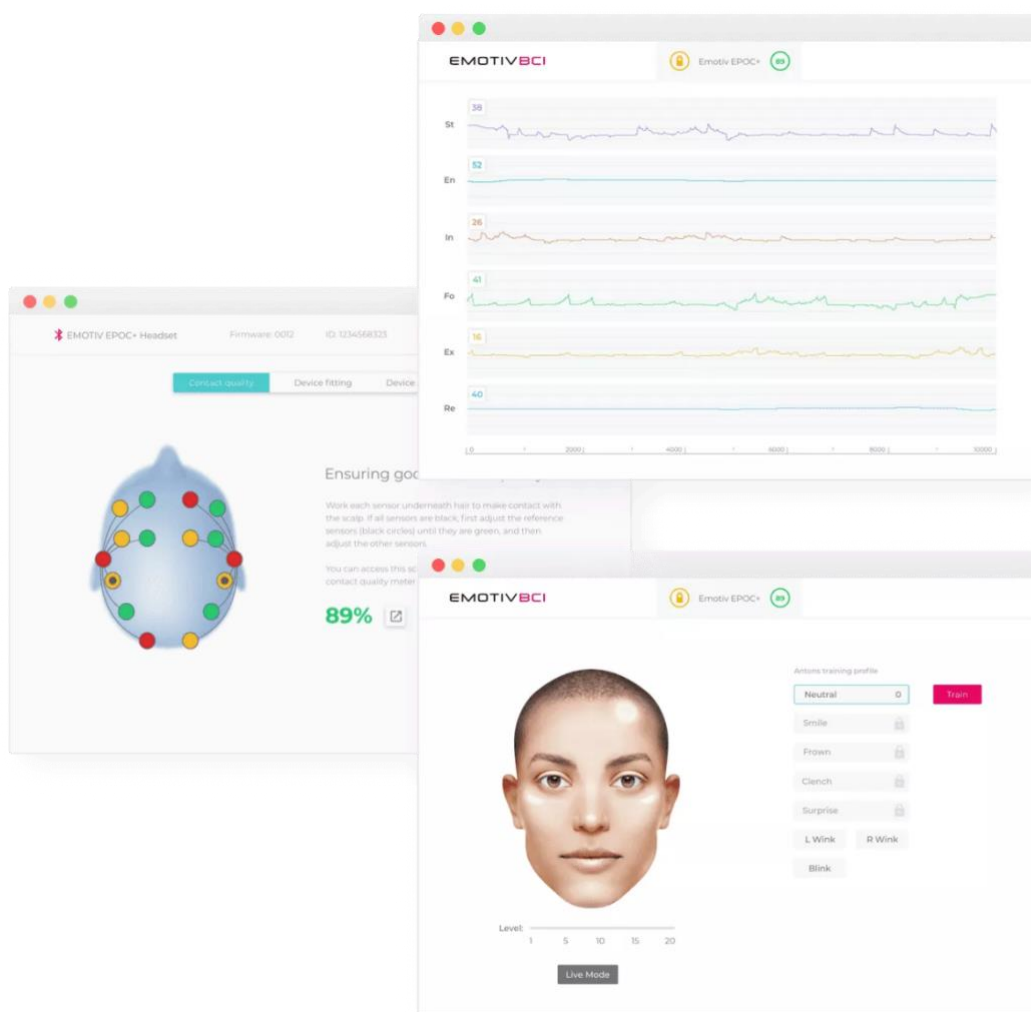 EMOTIVBCI
Emotiv EPOC+
89
38
St
52
En
26
In
41
Fo
16
Ex
40
Re
0 2000 4000 6000 8000 10000
EMOTIV EPOC+ Headset Firmware: 0012 ID: 1234568323
Contact quality Device fitting Device
Ensuring goo
Work each sensor underneath hair to make contact with
the scalp. If all sensors are black, first adjust the reference
sensors (black circles) until they are green, and then
adjust the other sensors.
You can access this sc
contact quality meter
89%
EMOTIVBCI
Emotiv EPOC+
89
Antons training profile
Neutral 0
Train
Smile
Frown
Clench
Surprise
L Wink R Wink
Blink
Level:
1 5 10 15 20
Live Mode